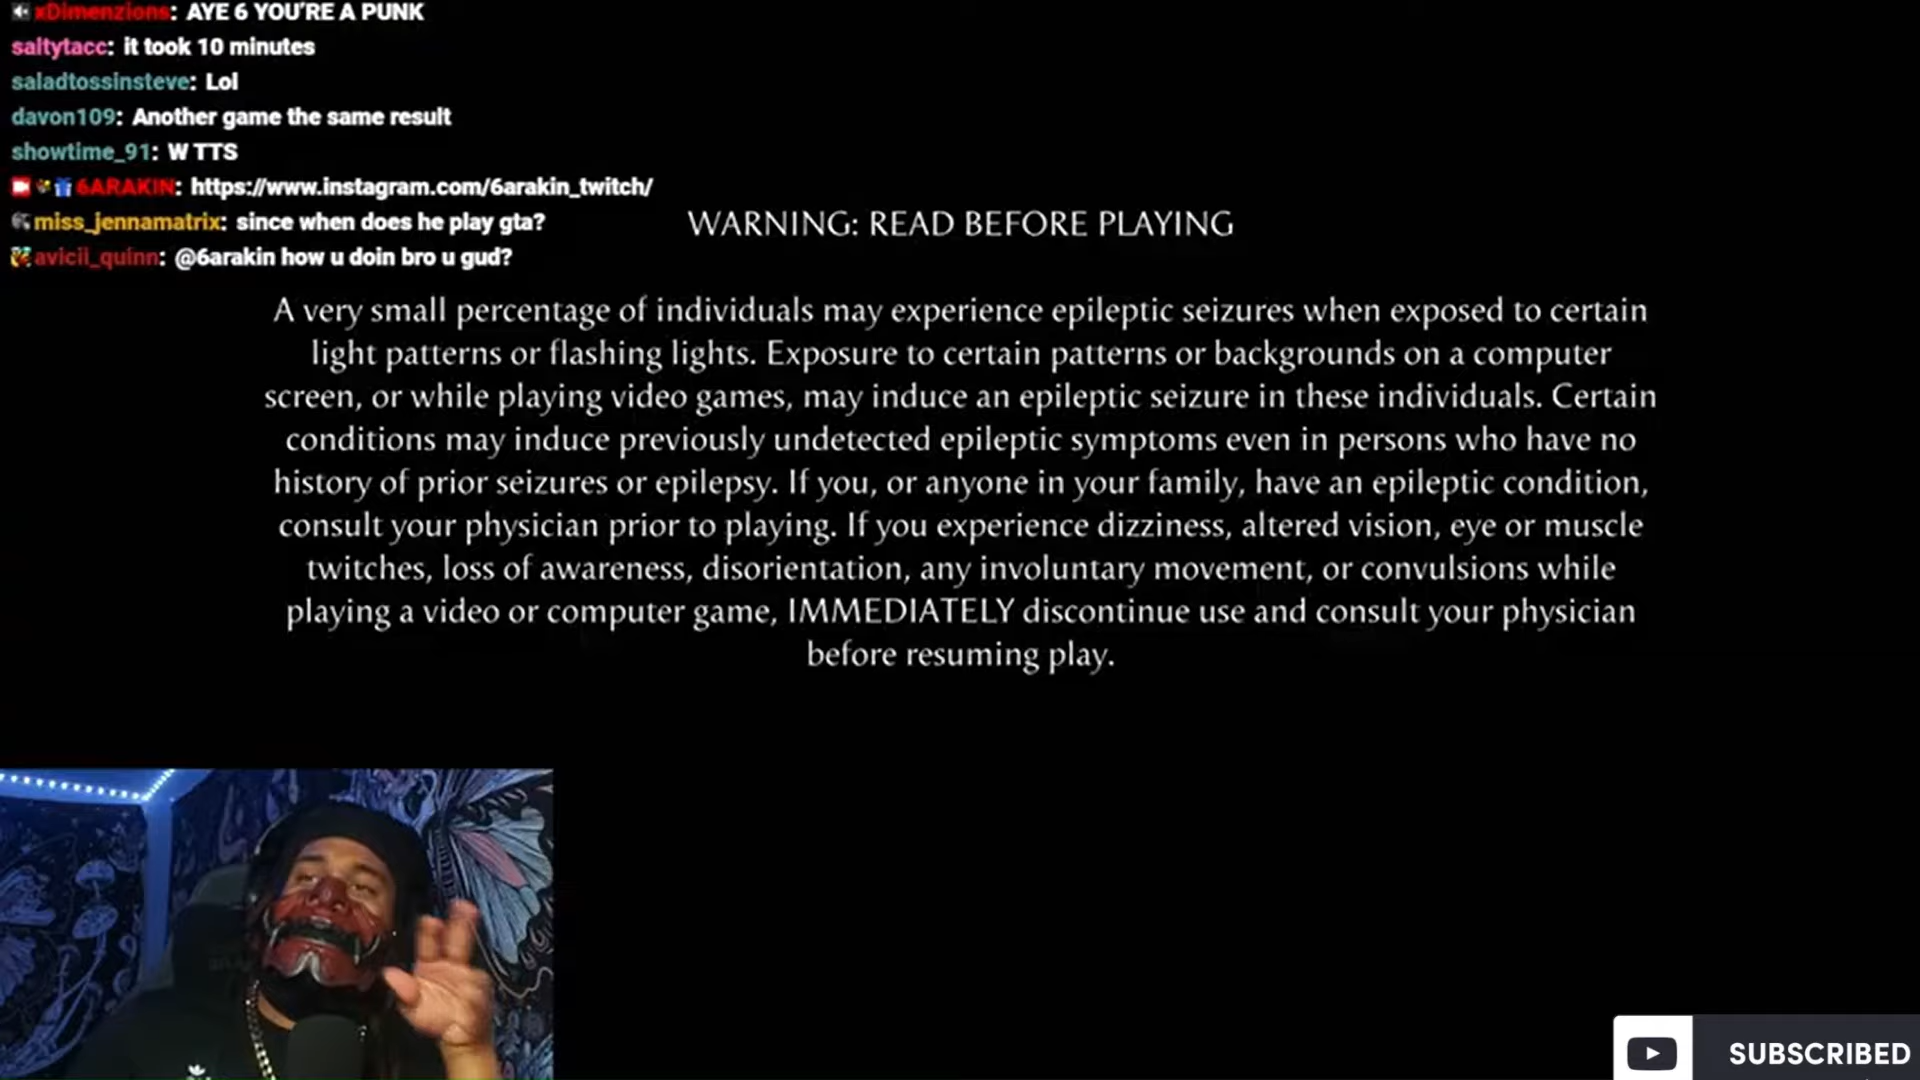 xDimenzions: AYE 6 YOU'RE A PUNK
saltytacc: it took 10 minutes
saladtossinsteve: Lol
davon109: Another game the same result
showtime_91: W TTS
6ARAKIN: https://www.instagram.com/6arakin_twitch/
miss_jennamatrix: since when does he play gta?
avicii_quinn: @6arakin how u doin bro u gud?
WARNING: READ BEFORE PLAYING
A very small percentage of individuals may experience epileptic seizures when exposed to certain
light patterns or flashing lights. Exposure to certain patterns or backgrounds on a computer
screen, or while playing video games, may induce an epileptic seizure in these individuals. Certain
conditions may induce previously undetected epileptic symptoms even in persons who have no
history of prior seizures or epilepsy. If you, or anyone in your family, have an epileptic condition,
consult your physician prior to playing. If you experience dizziness, altered vision, eye or muscle
twitches, loss of awareness, disorientation, any involuntary movement, or convulsions while
playing a video or computer game, IMMEDIATELY discontinue use and consult your physician
before resuming play.
SUBSCRIBED